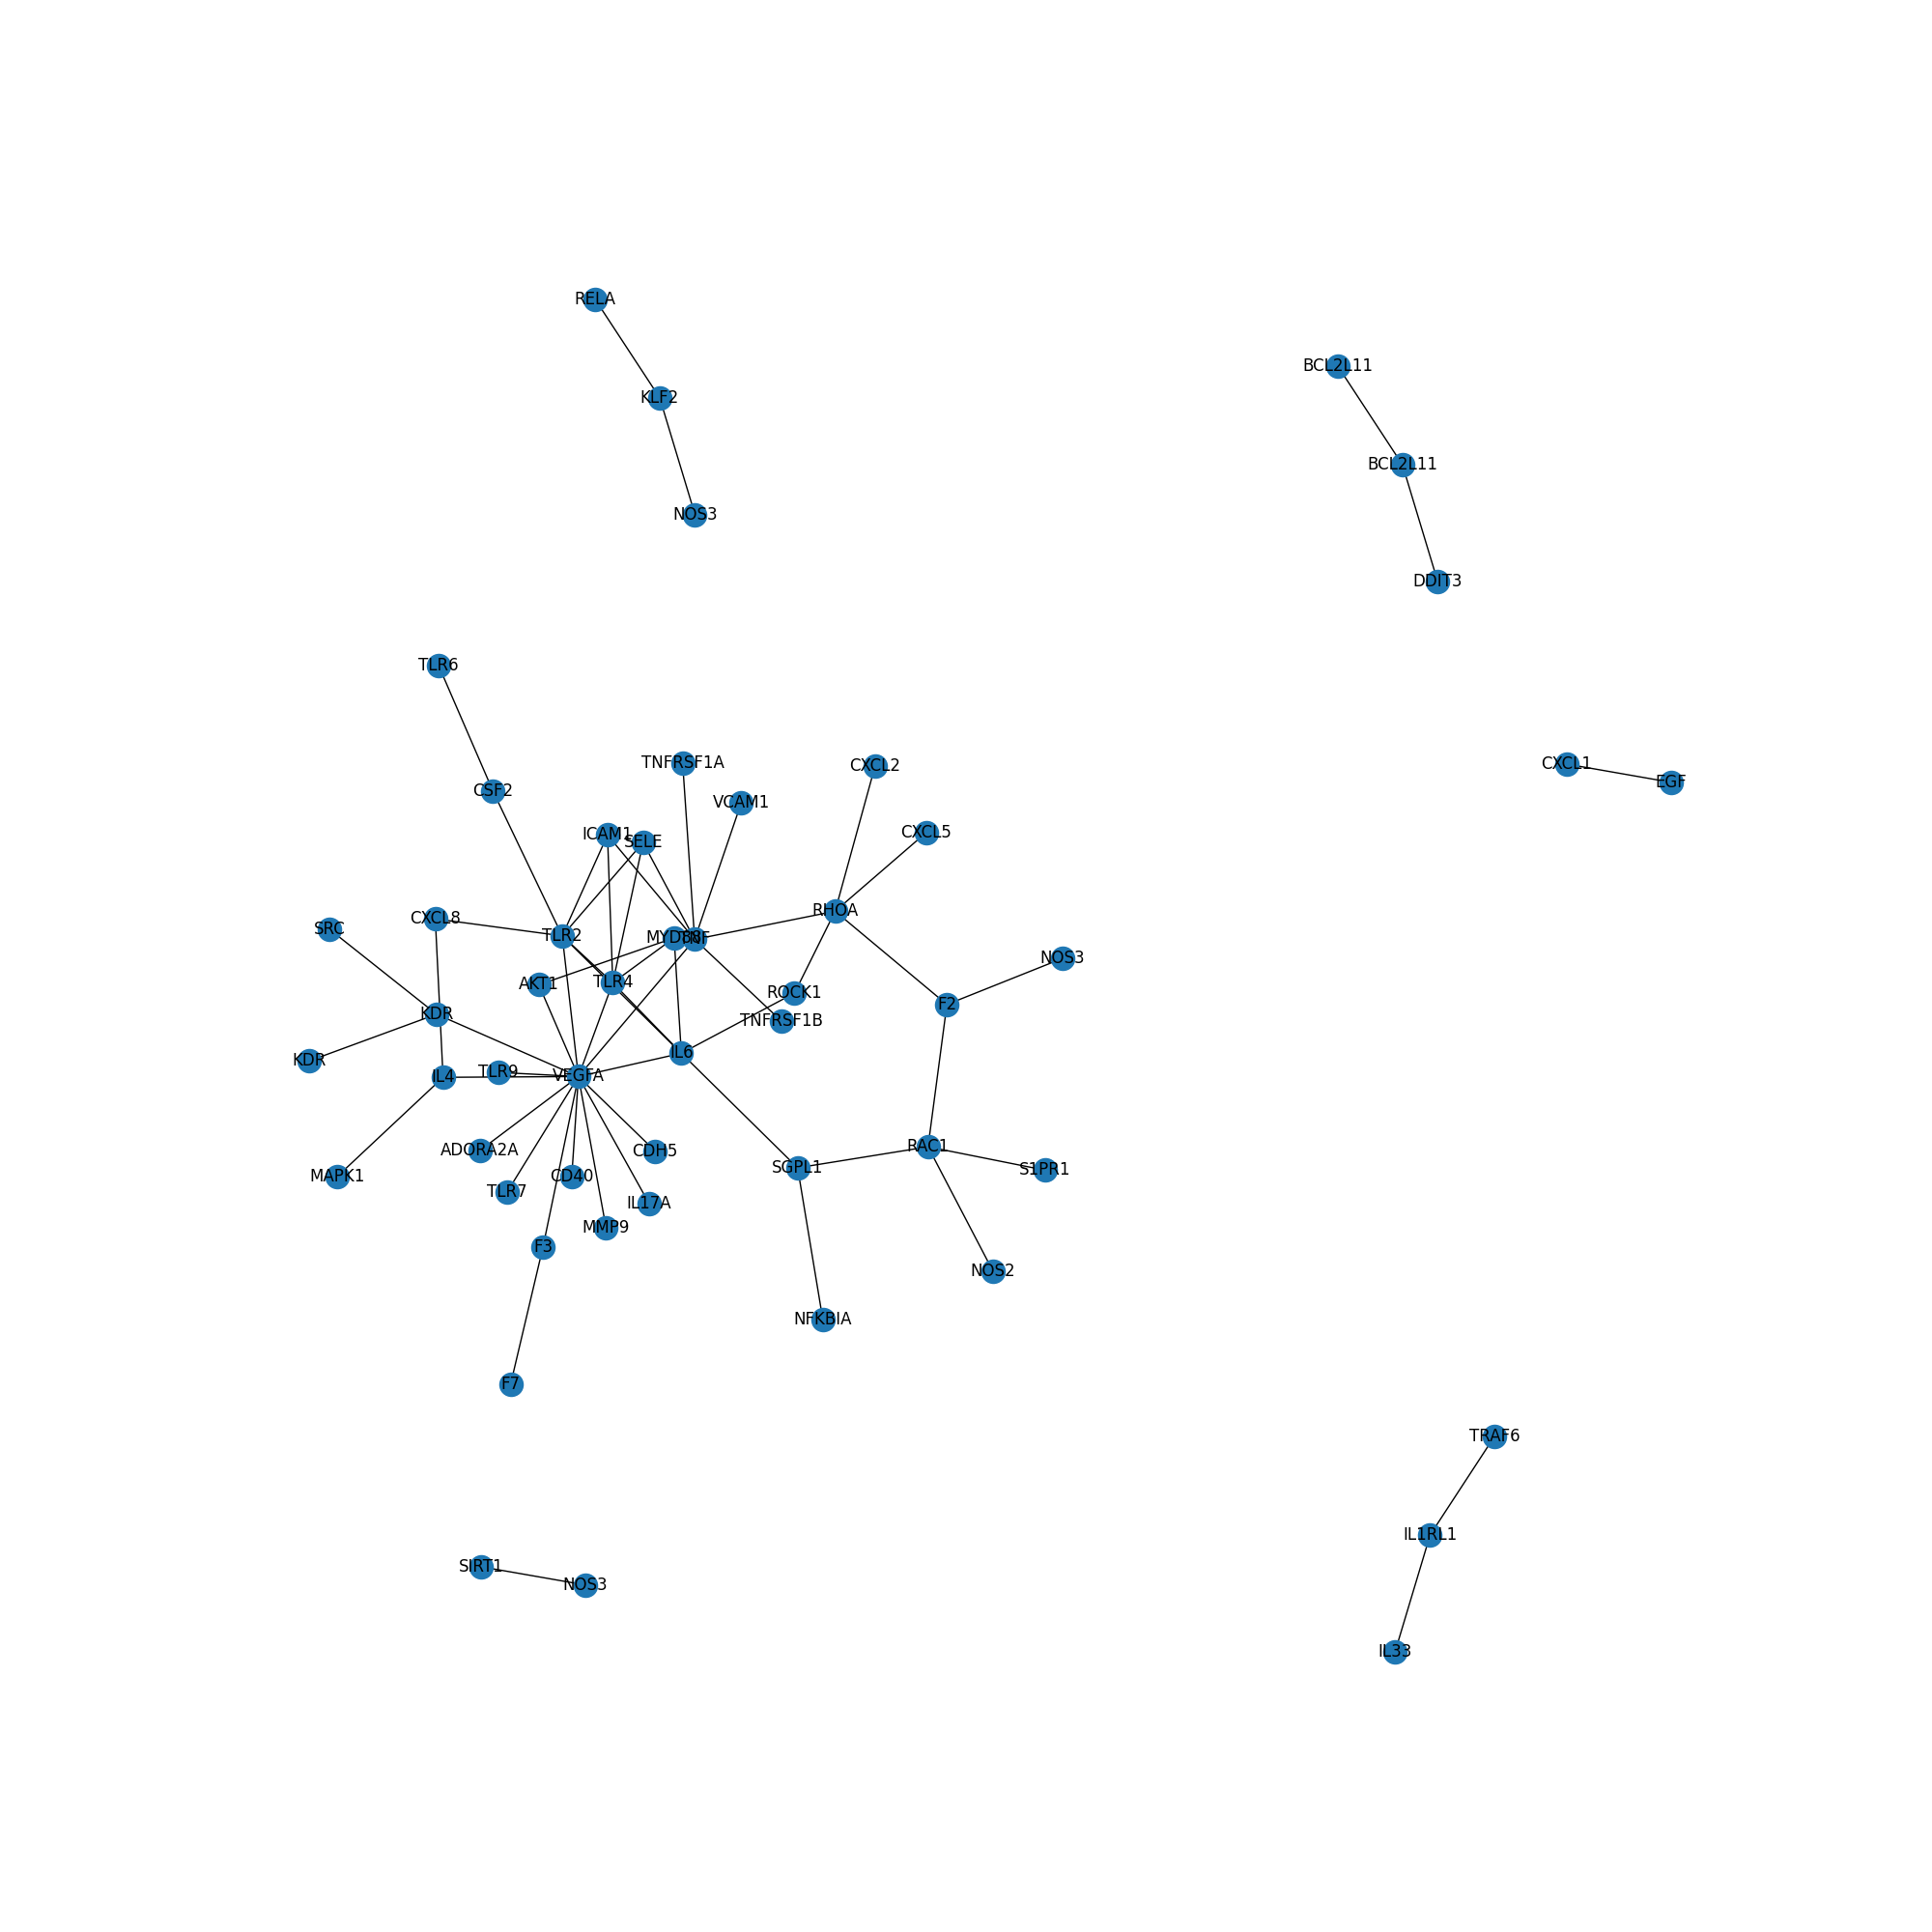 RELA
BCL2L11
KLF2
BCL2L11
NOS3
DDIT3
TLR6
TNFRSF1A
CXCL2
CXCL1
EGF
CSF2
VCAM1
ICAM1
SELE
CXCL5
RHOA
CXCL8
SRC
TLR2
MYD88
TNF
NOS3
AKT1
TLR4
ROCK1
F2
KDR
TNFRSF1B
IL6
KDR
TLR9
IL4
VEGFA
RAC1
ADORA2A
CDH5
SGPL1
S1PR1
MAPK1
CD40
TLR7
IL17A
MMP9
F3
NOS2
NFKBIA
F7
TRAF6
IL1RL1
SIRT1
NOS3
IL33